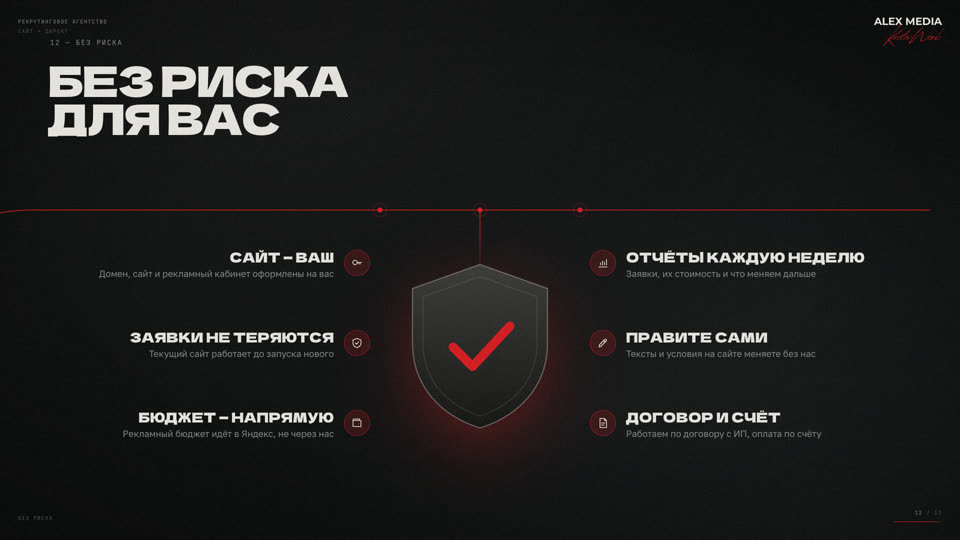 РЕКРУТИНГОВОЕ АГЕНТСТВО
САЙТ + ДИРЕКТ
12 — БЕЗ РИСКА
ALEX MEDIA
БЕЗ РИСКА
ДЛЯ ВАС
САЙТ – ВАШ
Домен, сайт и рекламный кабинет оформлены на вас
ЗАЯВКИ НЕ ТЕРЯЮТСЯ
Текущий сайт работает до запуска нового
БЮДЖЕТ – НАПРЯМУЮ
Рекламный бюджет идёт в Яндекс, не через нас
ОТЧЁТЫ КАЖДУЮ НЕДЕЛЮ
Заявки, их стоимость и что меняем дальше
ПРАВИТЕ САМИ
Тексты и условия на сайте меняете без нас
ДОГОВОР И СЧЁТ
Работаем по договору с ИП, оплата по счёту
БЕЗ РИСКА
12 / 13